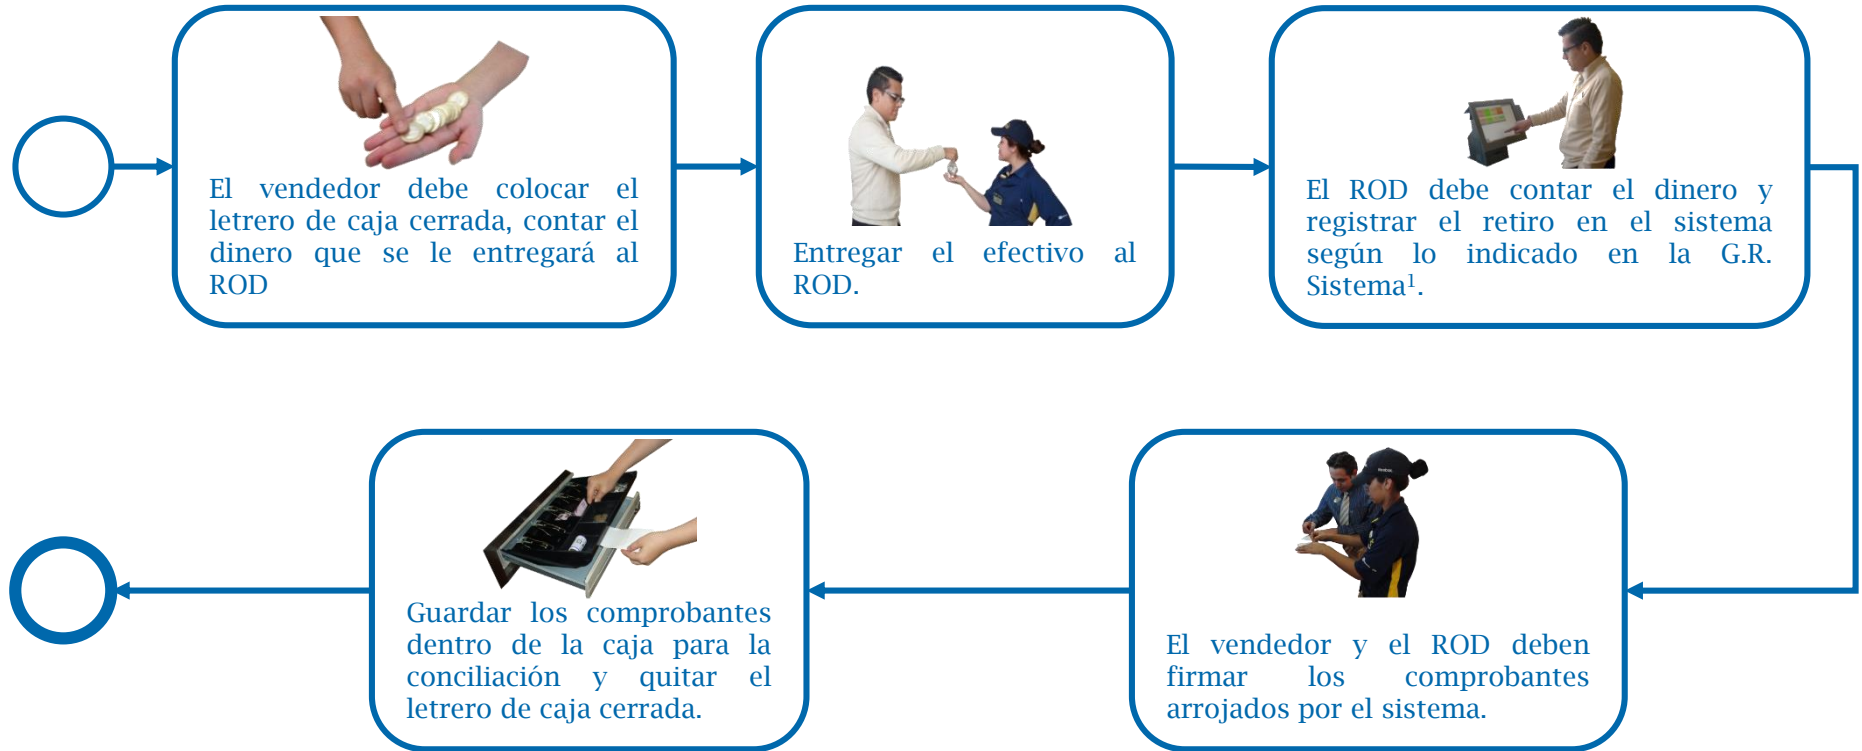 El vendedor debe colocar el
letrero de caja cerrada, contar el
dinero que se le entregará al
ROD
Entregar el efectivo al
ROD.
El ROD debe contar el dinero y
registrar el retiro en el sistema
según lo indicado en la G.R.
Sistema¹.
El vendedor y el ROD deben
firmar los comprobantes
arrojados por el sistema.
Guardar los comprobantes
dentro de la caja para la
conciliación y quitar el
letrero de caja cerrada.